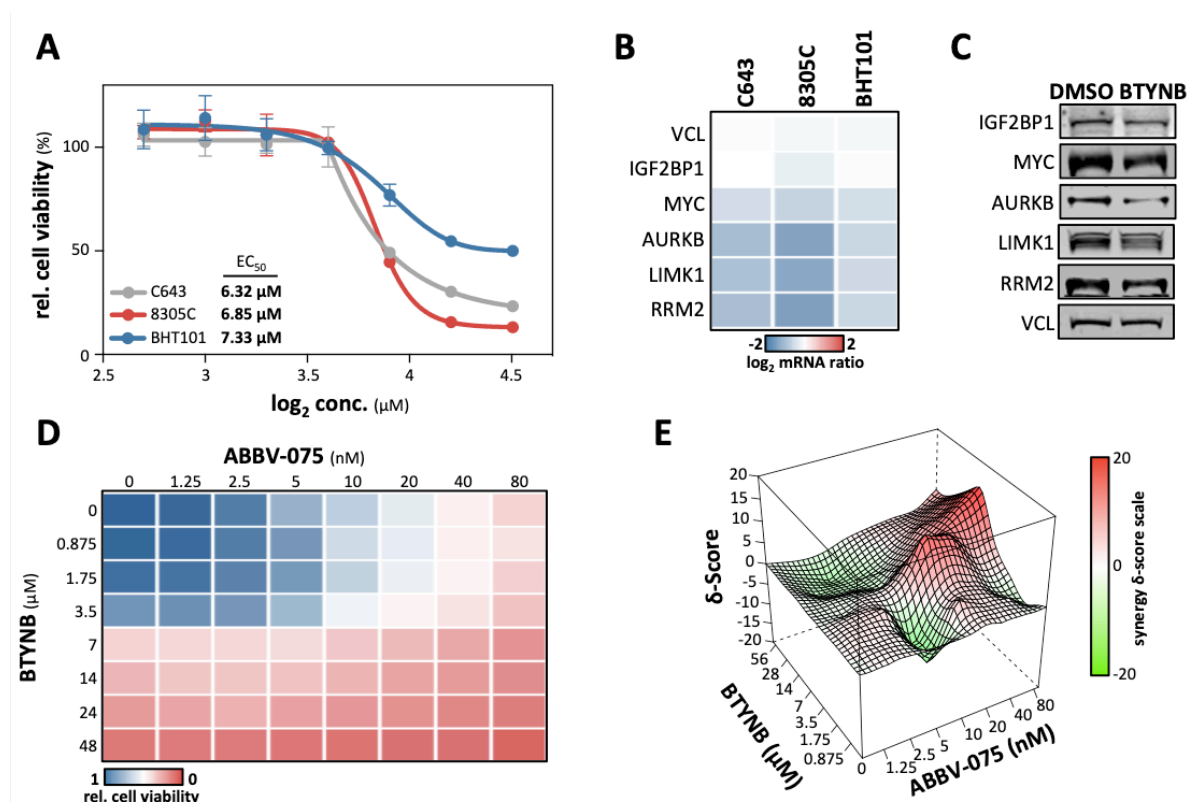 A
rel. cell viability (%)
100
50
0
2.5 3 3.5 4 4.5
log2 conc. (µM)
EC50
C643 6.32 µM
8305C 6.85 µM
BHT101 7.33 µM
B
C643 8305C BHT101
VCL
IGF2BP1
MYC
AURKB
LIMK1
RRM2
-2 2
log2 mRNA ratio
C
DMSO BTYNB
IGF2BP1
MYC
AURKB
LIMK1
RRM2
VCL
D
ABBV-075 (nM)
0 1.25 2.5 5 10 20 40 80
BTYNB (µM)
0
0.875
1.75
3.5
7
14
24
48
1 0
rel. cell viability
E
δ-Score
20
15
10
5
0
-5
-10
-15
-20
BTYNB (µM)
56
28
14
7
3.5
1.75
0.875
0
ABBV-075 (nM)
1.25
2.5
5
10
20
40
80
20
0
-20
synergy δ-score scale